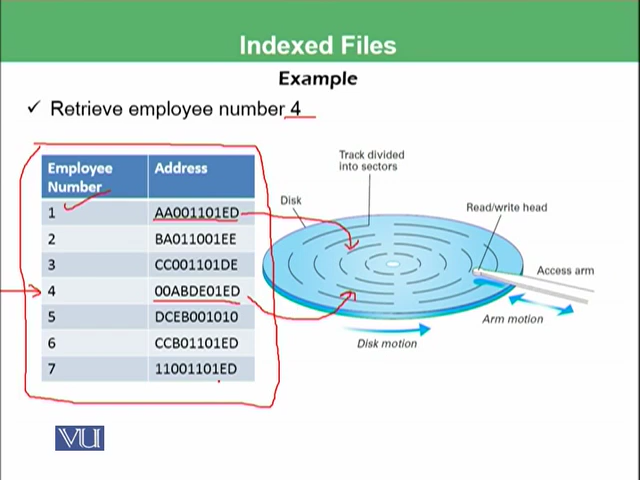 Indexed Files
Example
✓ Retrieve employee number 4
Employee Number Address
1 AA001101ED
2 BA011001EE
3 CC001101DE
4 00ABDE01ED
5 DCEB001010
6 CCB01101ED
7 11001101ED
Track divided
into sectors
Disk
Read/write head
Access arm
Arm motion
Disk motion
VU